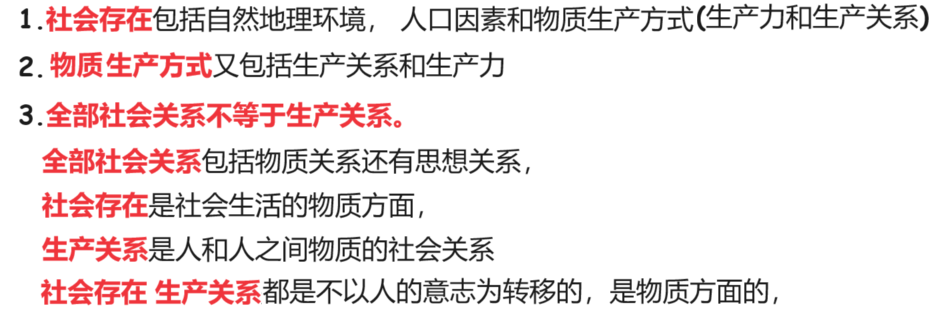 1.社会存在包括自然地理环境， 人口因素和物质生产方式(生产力和生产关系)
2.物质生产方式又包括生产关系和生产力
3.全部社会关系不等于生产关系。
全部社会关系包括物质关系还有思想关系，
社会存在是社会生活的物质方面，
生产关系是人和人之间物质的社会关系
社会存在 生产关系都是不以人的意志为转移的，是物质方面的，